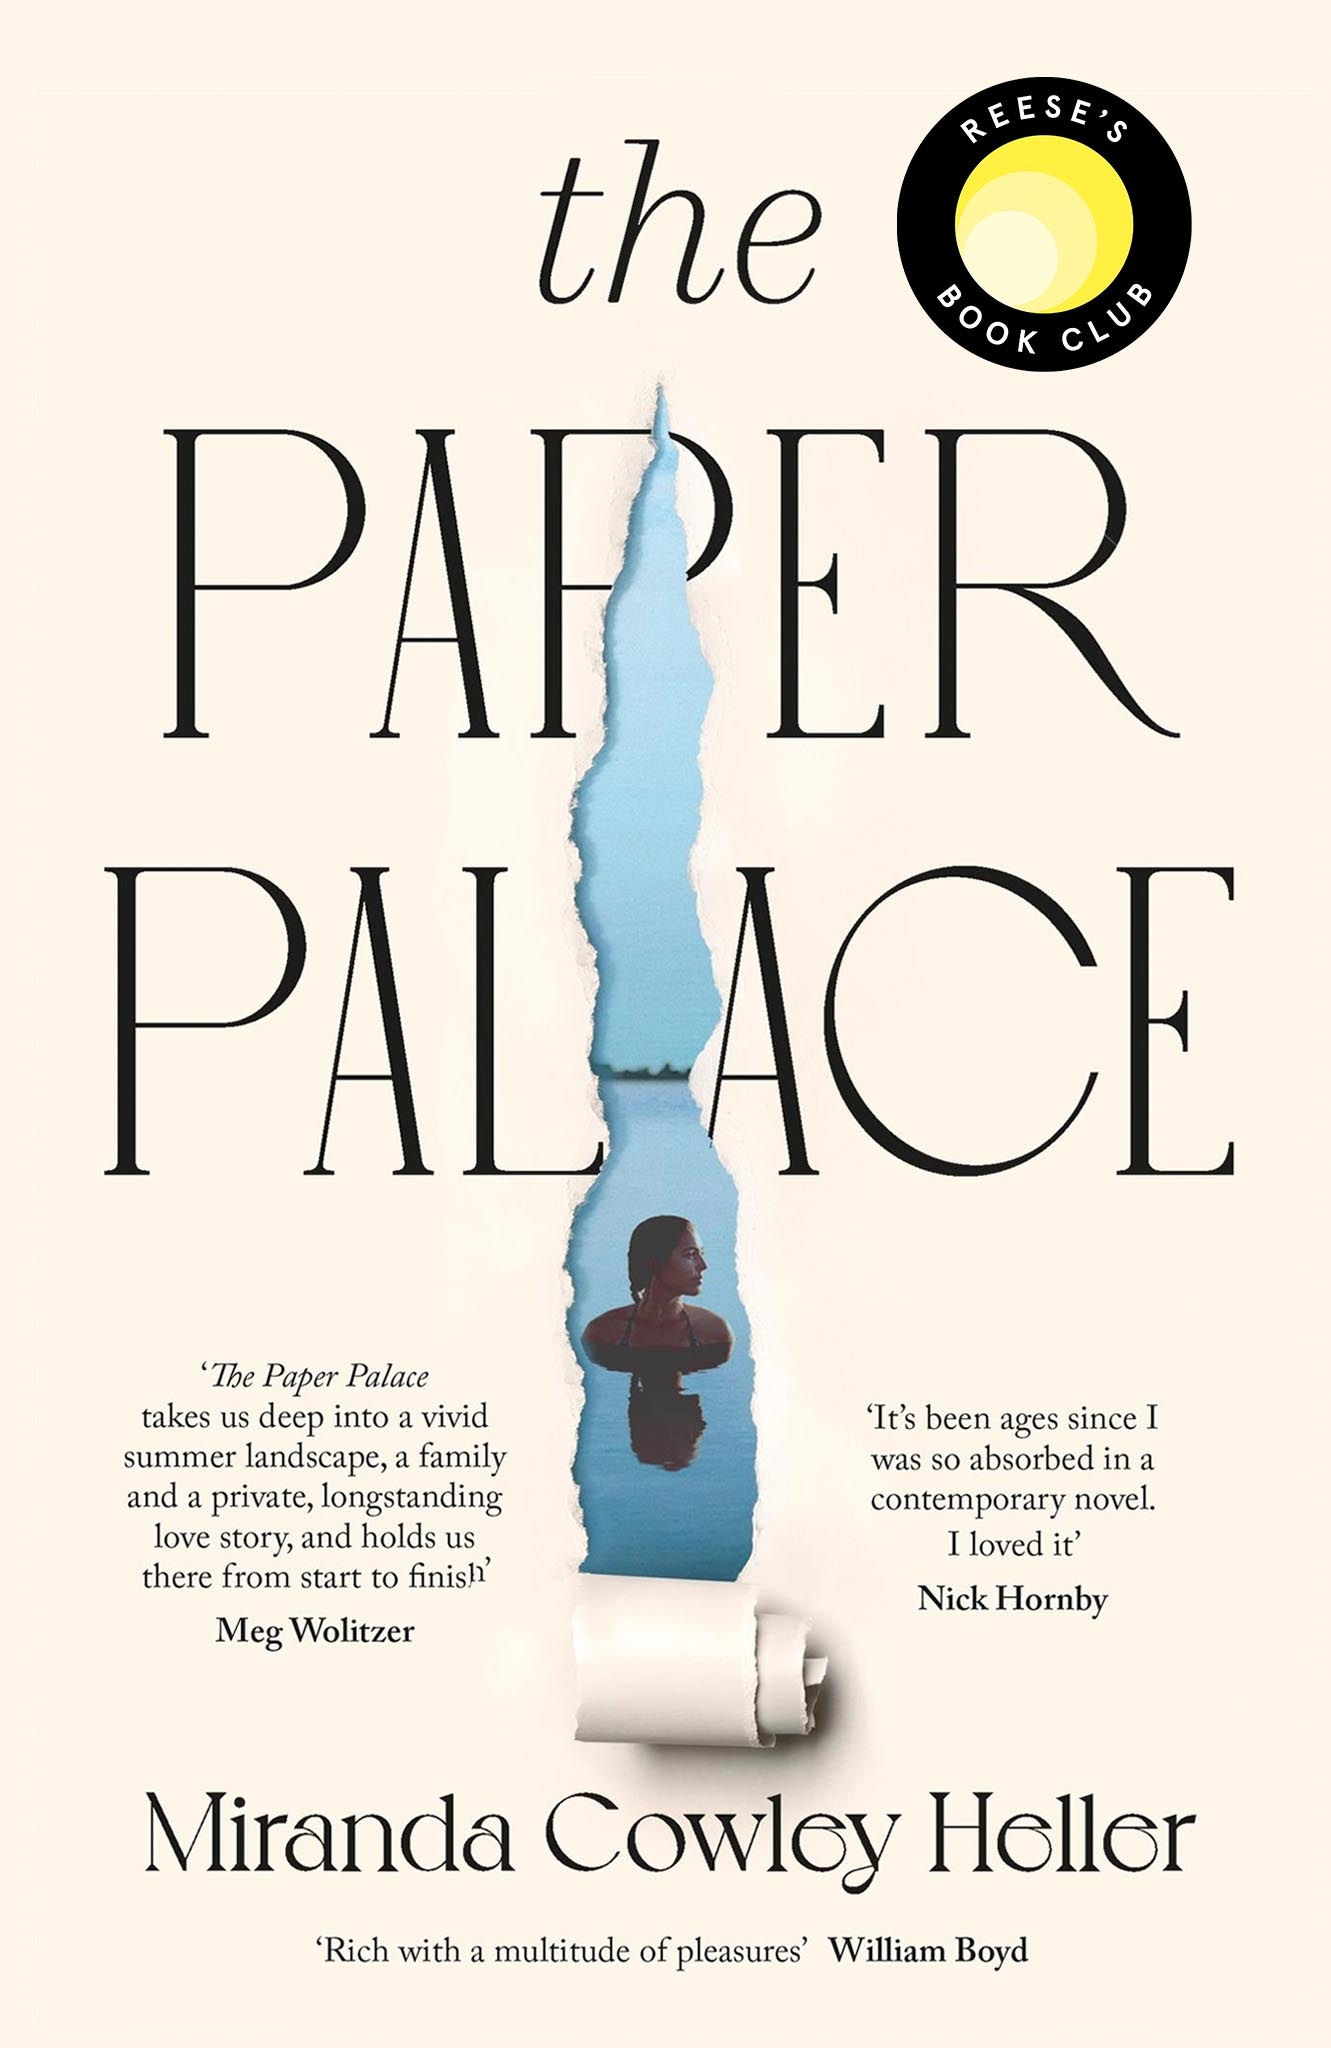 REESE'S
BOOK CLUB
the
PAPER
PALACE
‘The Paper Palace
takes us deep into a vivid
summer landscape, a family
and a private, longstanding
love story, and holds us
there from start to finish’
Meg Wolitzer
‘It’s been ages since I
was so absorbed in a
contemporary novel.
I loved it’
Nick Hornby
Miranda Cowley Heller
‘Rich with a multitude of pleasures’ William Boyd